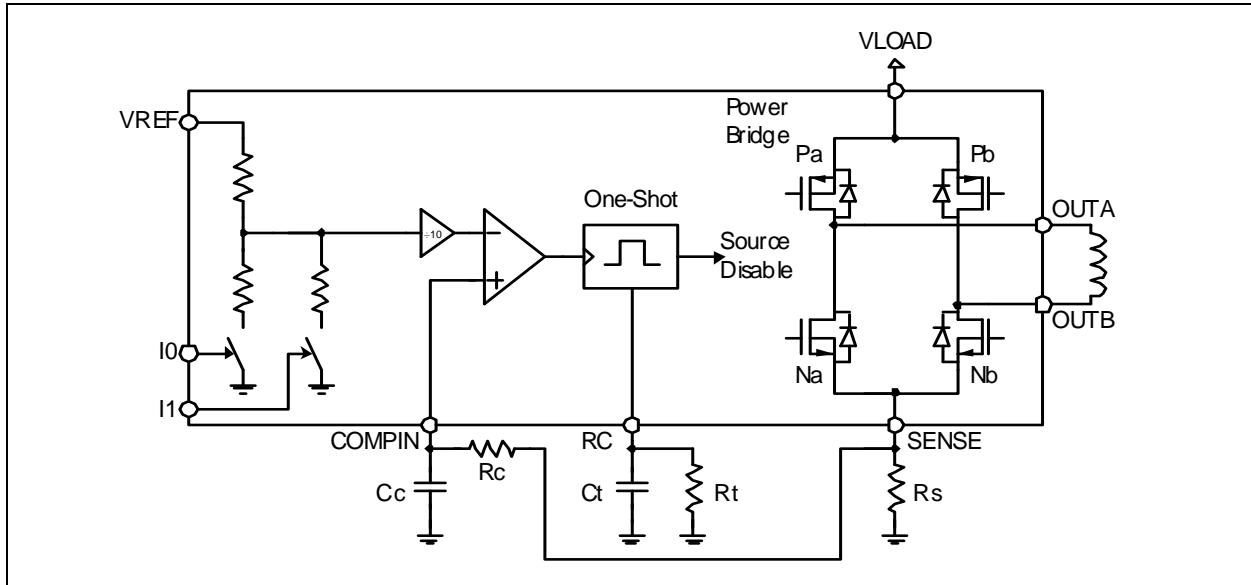 VLOAD
VREF
Power
Bridge
Pa
Pb
One-Shot
OUTA
÷10
Source
Disable
OUTB
I0
Na
Nb
I1
COMPIN
RC
SENSE
Rc
Cc
Ct
Rt
Rs